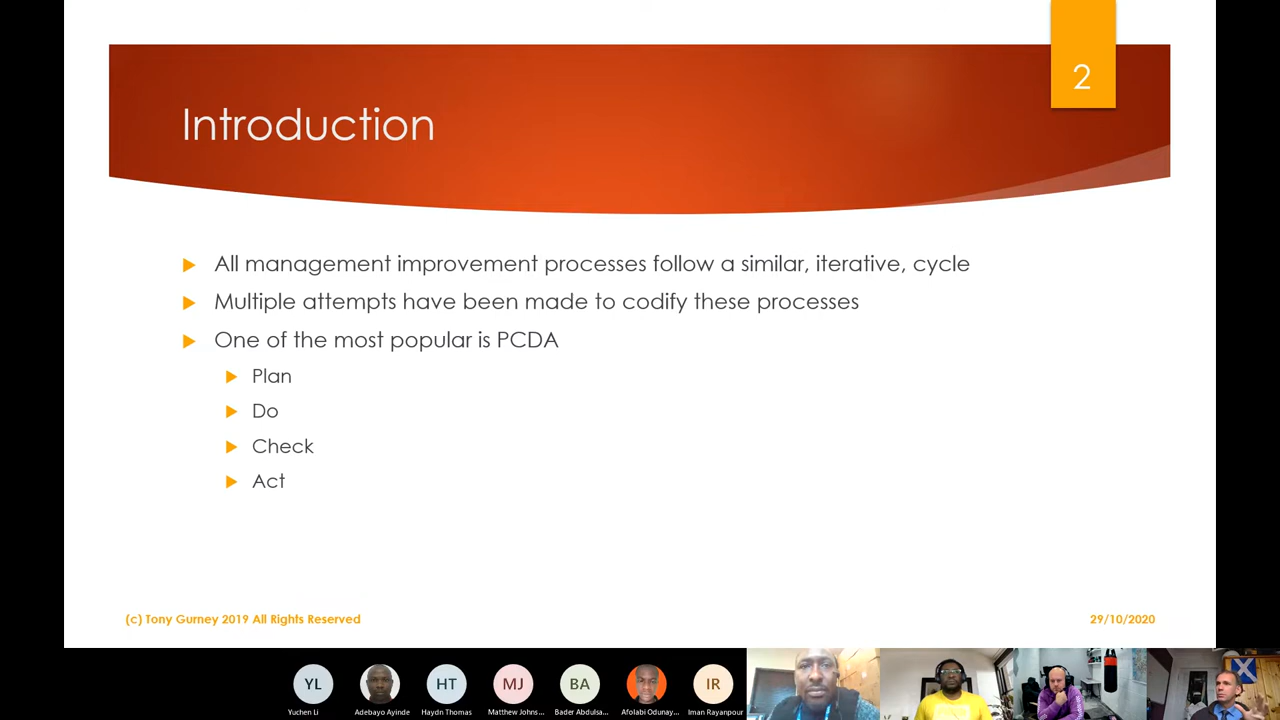 2
Introduction
All management improvement processes follow a similar, iterative, cycle
Multiple attempts have been made to codify these processes
One of the most popular is PCDA
Plan
Do
Check
Act
(c) Tony Gurney 2019 All Rights Reserved
29/10/2020
YL
HT
MJ
BA
IR
Yuchen Li
Adebayo Ayinde
Haydn Thomas
Matthew Johns...
Bader Abdulsa...
Afolabi Odunay...
Iman Rayanpour